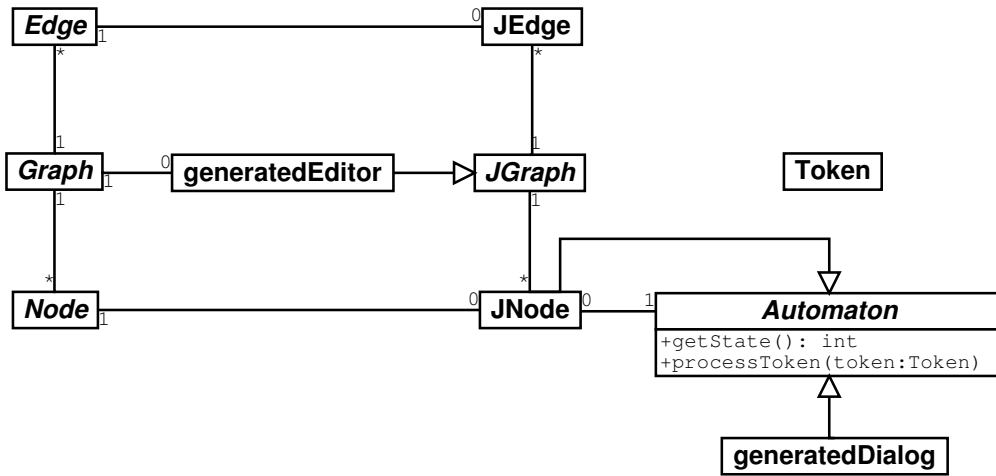 Edge
1
0
JEdge
*
*
1
1
Graph
1
0
generatedEditor
JGraph
Token
1
1
*
*
Node
1
0
JNode
0
1
Automaton
+getState(): int
+processToken(token:Token)
generatedDialog